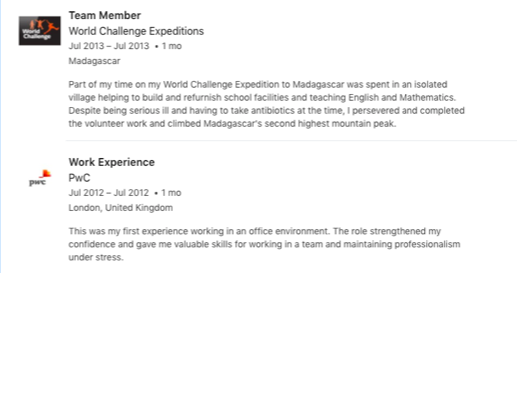 Team Member
World Challenge Expeditions
Jul 2013 – Jul 2013 • 1 mo
Madagascar
Part of my time on my World Challenge Expedition to Madagascar was spent in an isolated
village helping to build and refurnish school facilities and teaching English and Mathematics.
Despite being serious ill and having to take antibiotics at the time, I persevered and completed
the volunteer work and climbed Madagascar's second highest mountain peak.
World
Challenge
Work Experience
PwC
Jul 2012 – Jul 2012 • 1 mo
London, United Kingdom
This was my first experience working in an office environment. The role strengthened my
confidence and gave me valuable skills for working in a team and maintaining professionalism
under stress.
pwc